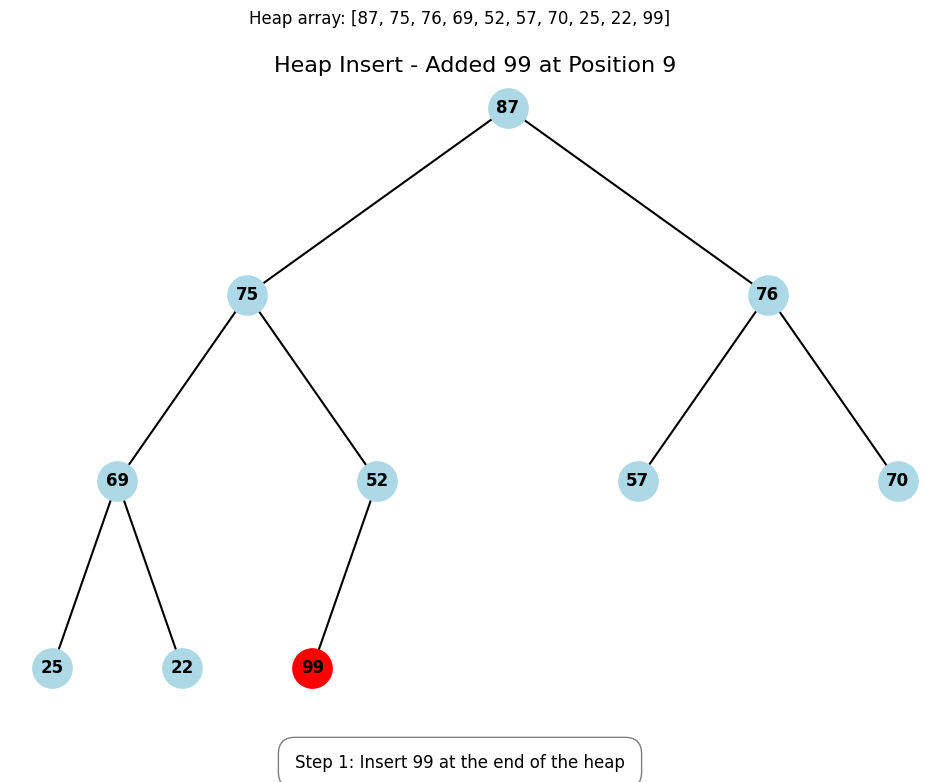 Heap array: [87, 75, 76, 69, 52, 57, 70, 25, 22, 99]
Heap Insert - Added 99 at Position 9
87
75 76
69 52 57 70
25 22 99
Step 1: Insert 99 at the end of the heap